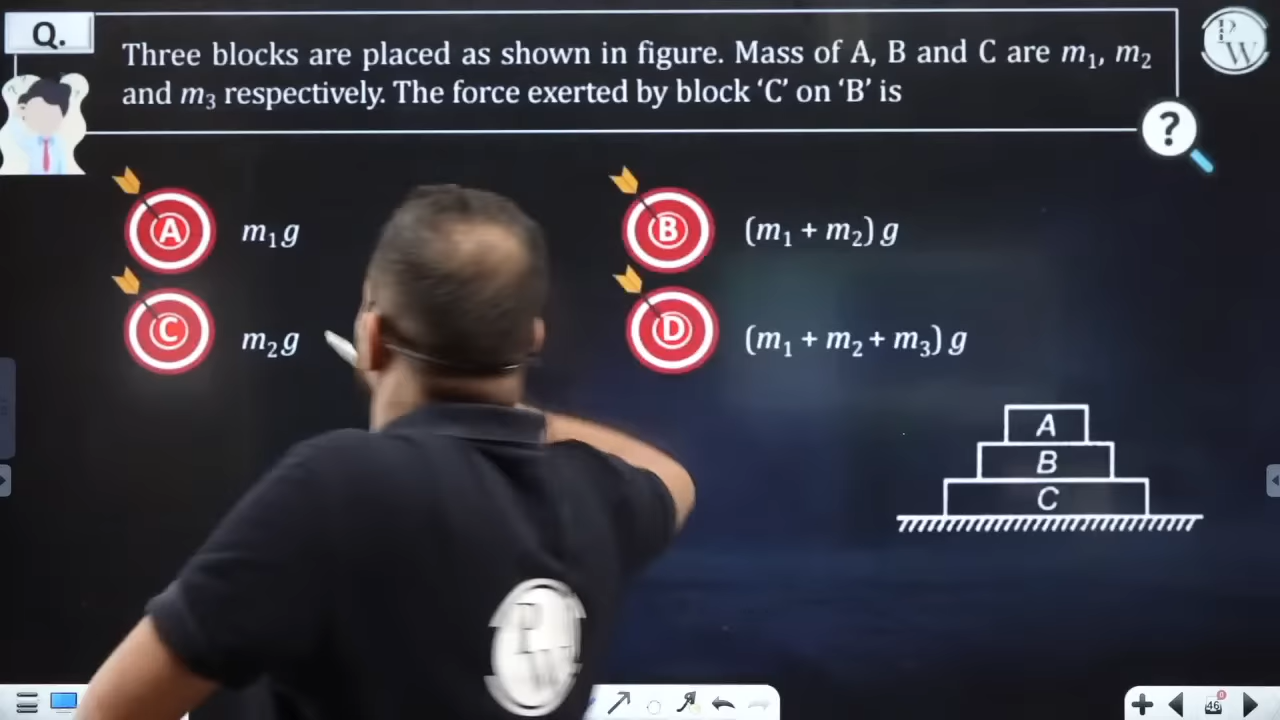 Q.
P
W
Three blocks are placed as shown in figure. Mass of A, B and C are m₁, m₂
and m₃ respectively. The force exerted by block ‘C’ on ‘B’ is
?
A m₁g
B (m₁ + m₂) g
C m₂g
D (m₁ + m₂ + m₃) g
A
B
C
P
W
46